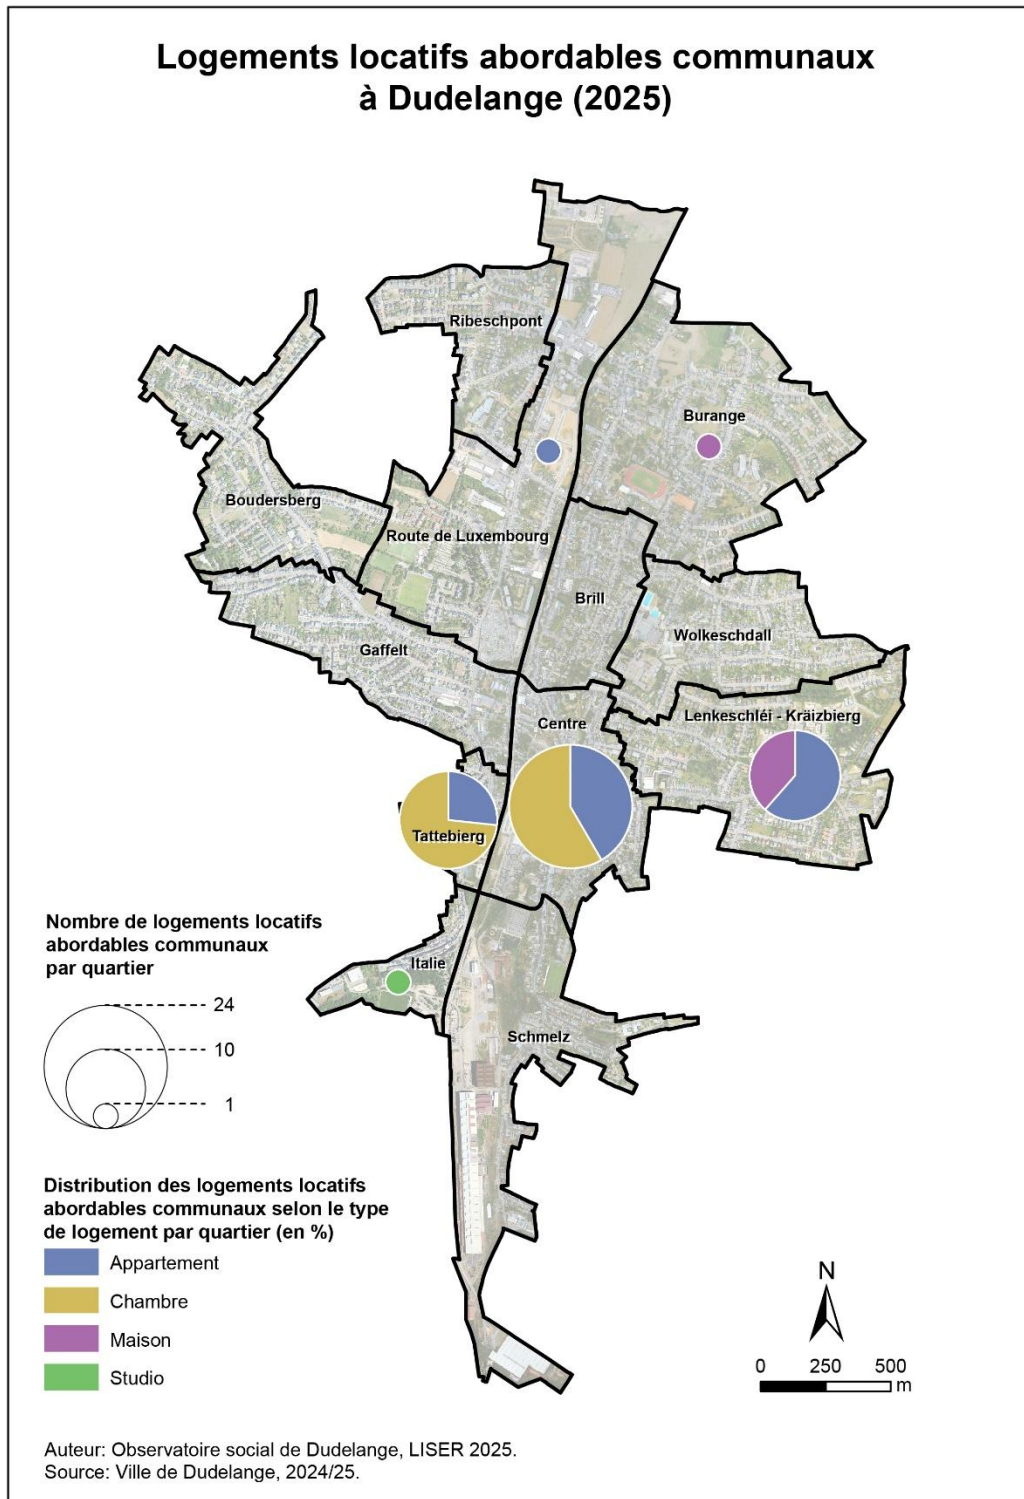 Logements locatifs abordables communaux
à Dudelange (2025)
Ribeschpont
Burange
Boudersberg
Route de Luxembourg
Brill
Wolkeschdall
Gaffelt
Lenkeschléi - Kräizbierg
Centre
Tattebierg
Nombre de logements locatifs
abordables communaux
par quartier
24
10
1
Italie
Schmelz
Distribution des logements locatifs
abordables communaux selon le type
de logement par quartier (en %)
Appartement
Chambre
Maison
Studio
N
0 250 500
m
Auteur: Observatoire social de Dudelange, LISER 2025.
Source: Ville de Dudelange, 2024/25.